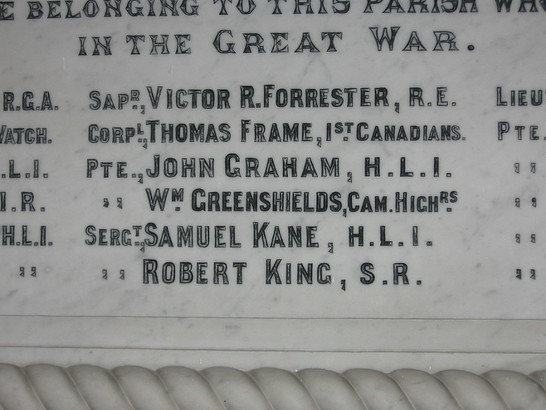 E BELONGING TO THIS PARISH WHO
IN THE GREAT WAR.
R.G.A. SAPR., VICTOR R. FORRESTER, R.E. LIEU
WATCH. CORPL., THOMAS FRAME, 1ST CANADIANS. PTE.
.L.I. PTE., JOHN GRAHAM, H.L.I. ,,
I.R. ,, WM GREENSHIELDS, CAM. HIGHRS ,,
H.L.I. SERGT., SAMUEL KANE, H.L.I. ,,
,, ,, ROBERT KING, S.R. ,,